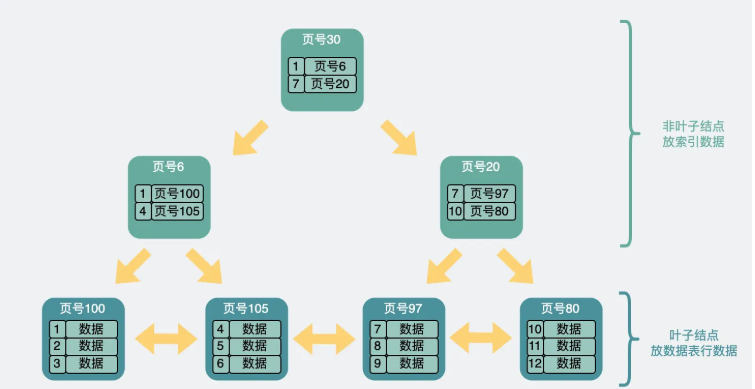 页号30
1 页号6
7 页号20
非叶子结点
放索引数据
页号6
1 页号100
4 页号105
页号20
7 页号97
10 页号80
页号100
1 数据
2 数据
3 数据
页号105
4 数据
5 数据
6 数据
页号97
7 数据
8 数据
9 数据
页号80
10 数据
11 数据
12 数据
叶子结点
放数据表行数据